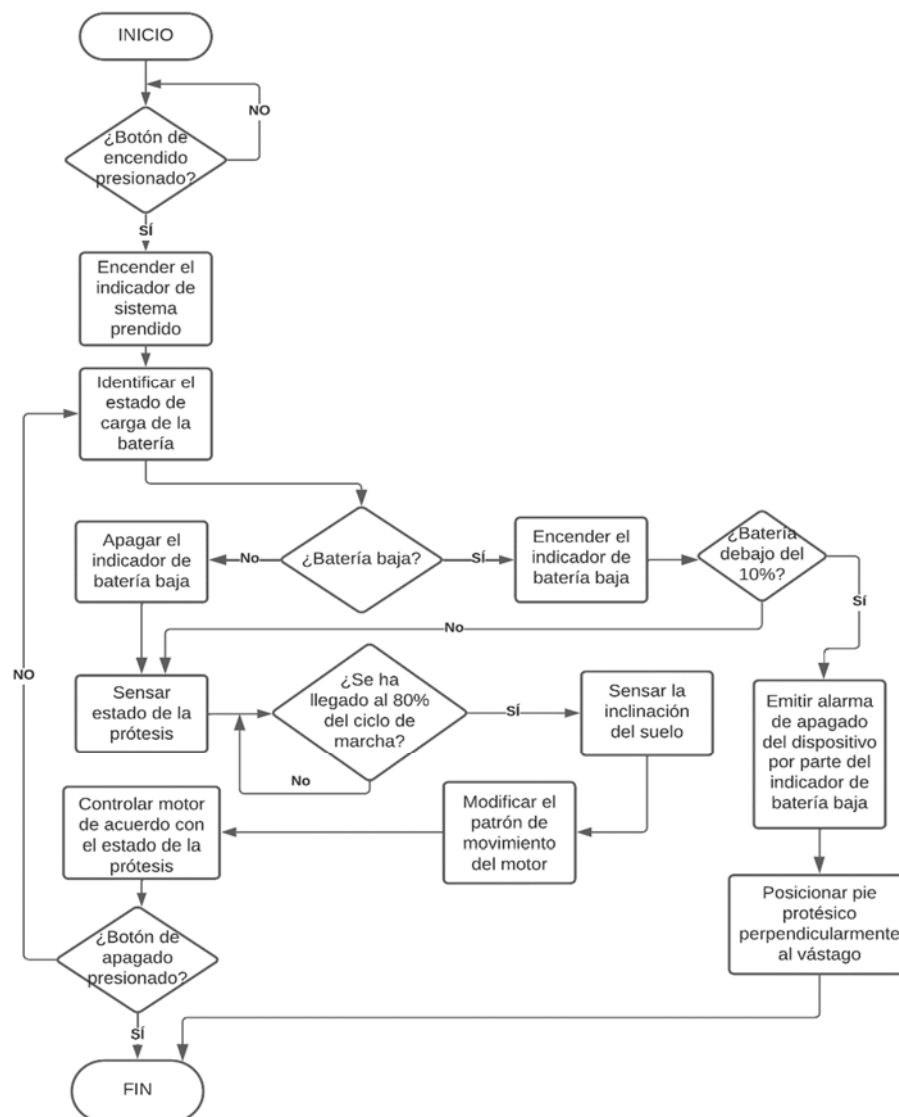 INICIO
NO
¿Botón de
encendido
presionado?
SÍ
Encender el
indicador de
sistema
prendido
Identificar el
estado de
carga de la
batería
Apagar el
indicador de
batería baja
No
¿Batería baja?
SÍ
Encender el
indicador de
batería baja
¿Batería
debajo del
10%?
SÍ
No
NO
Sensar
estado de la
prótesis
¿Se ha
llegado al 80%
del ciclo de
marcha?
No
SÍ
Sensar la
inclinación
del suelo
Emitir alarma
de apagado
del dispositivo
por parte del
indicador de
batería baja
Modificar el
patrón de
movimiento
del motor
Controlar motor
de acuerdo con
el estado de la
prótesis
Posicionar pie
protésico
perpendicularmente
al vástago
¿Botón de
apagado
presionado?
SÍ
FIN